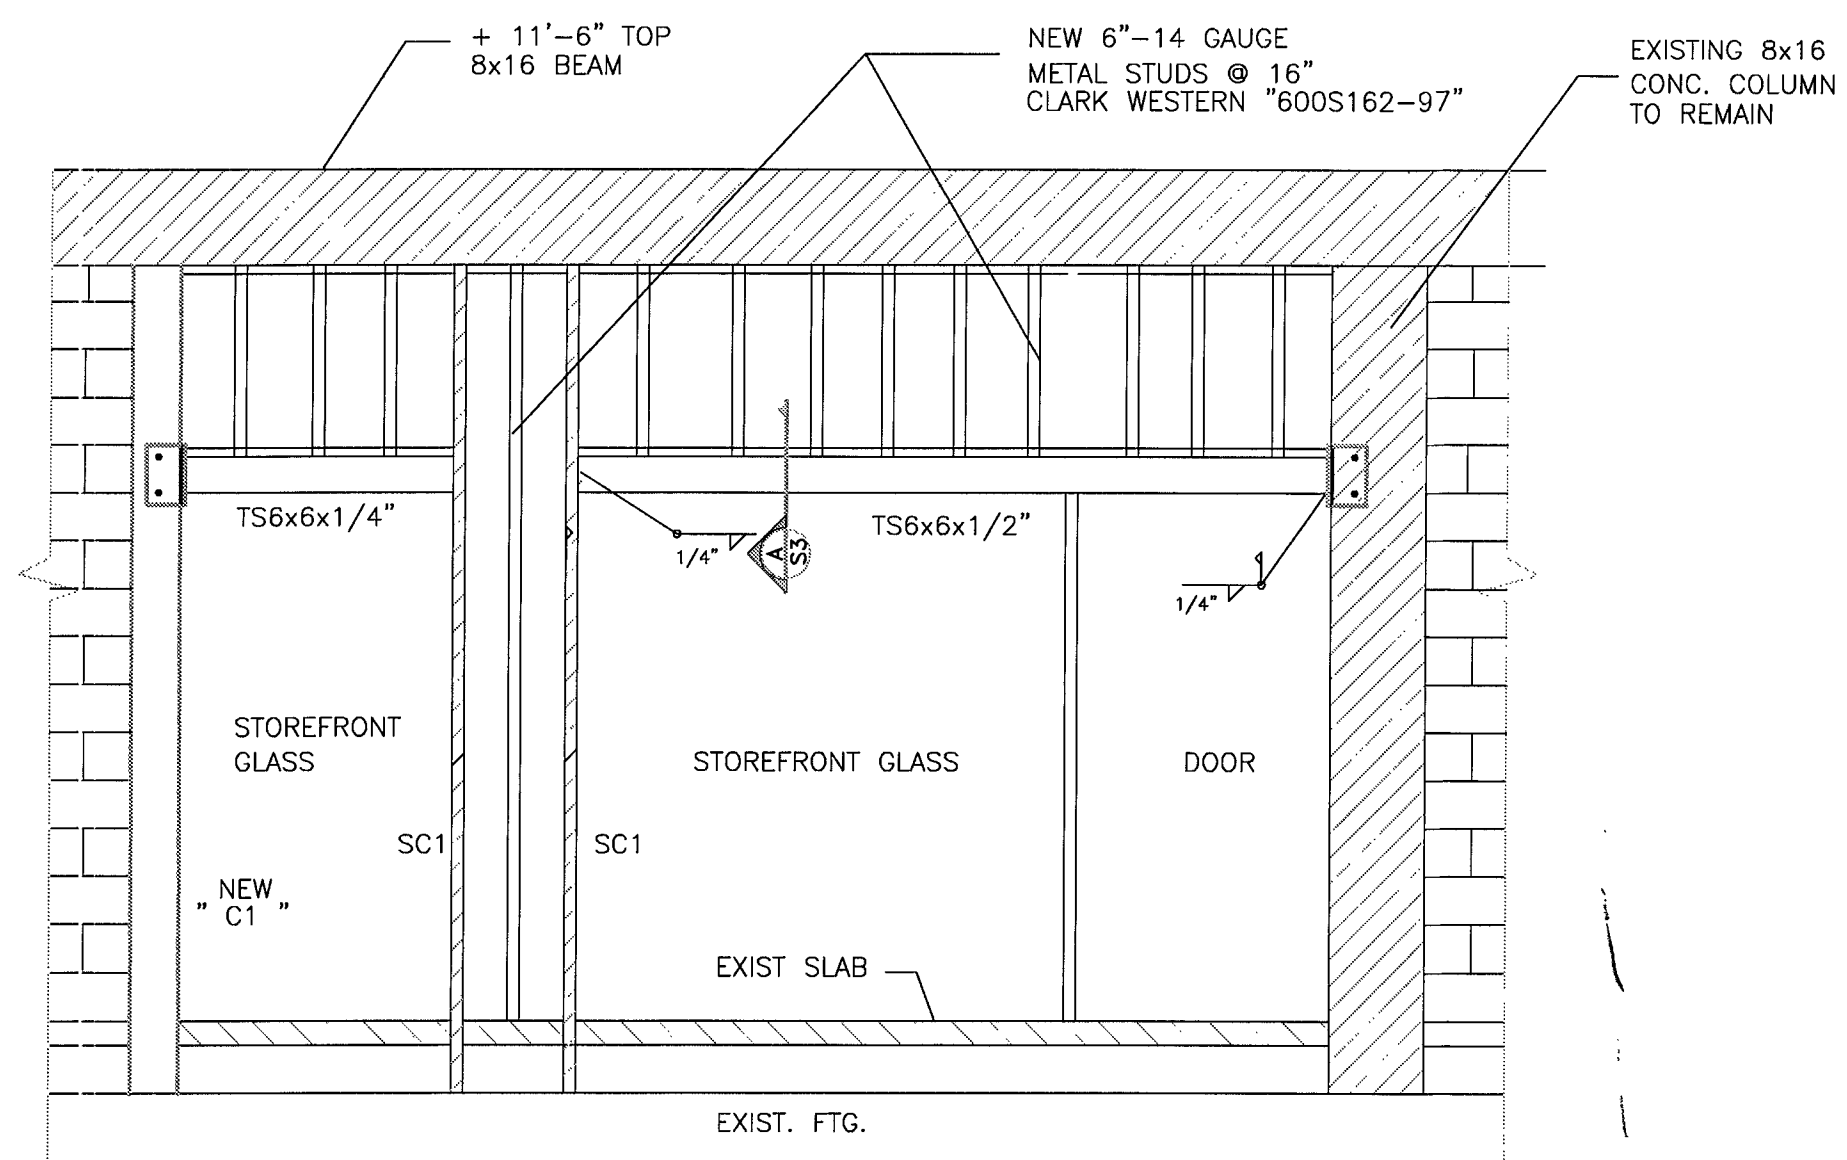 + 11'-6" TOP
8x16 BEAM
NEW 6"-14 GAUGE
METAL STUDS @ 16"
CLARK WESTERN "600S162-97"
EXISTING 8x16
CONC. COLUMN
TO REMAIN
TS6x6x1/4"
1/4"
A
S3
TS6x6x1/2"
1/4"
STOREFRONT
GLASS
STOREFRONT GLASS
DOOR
SC1
SC1
" NEW
C1 "
EXIST SLAB
EXIST. FTG.